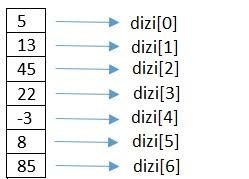 5 dizi[0]
13 dizi[1]
45 dizi[2]
22 dizi[3]
-3 dizi[4]
8 dizi[5]
85 dizi[6]